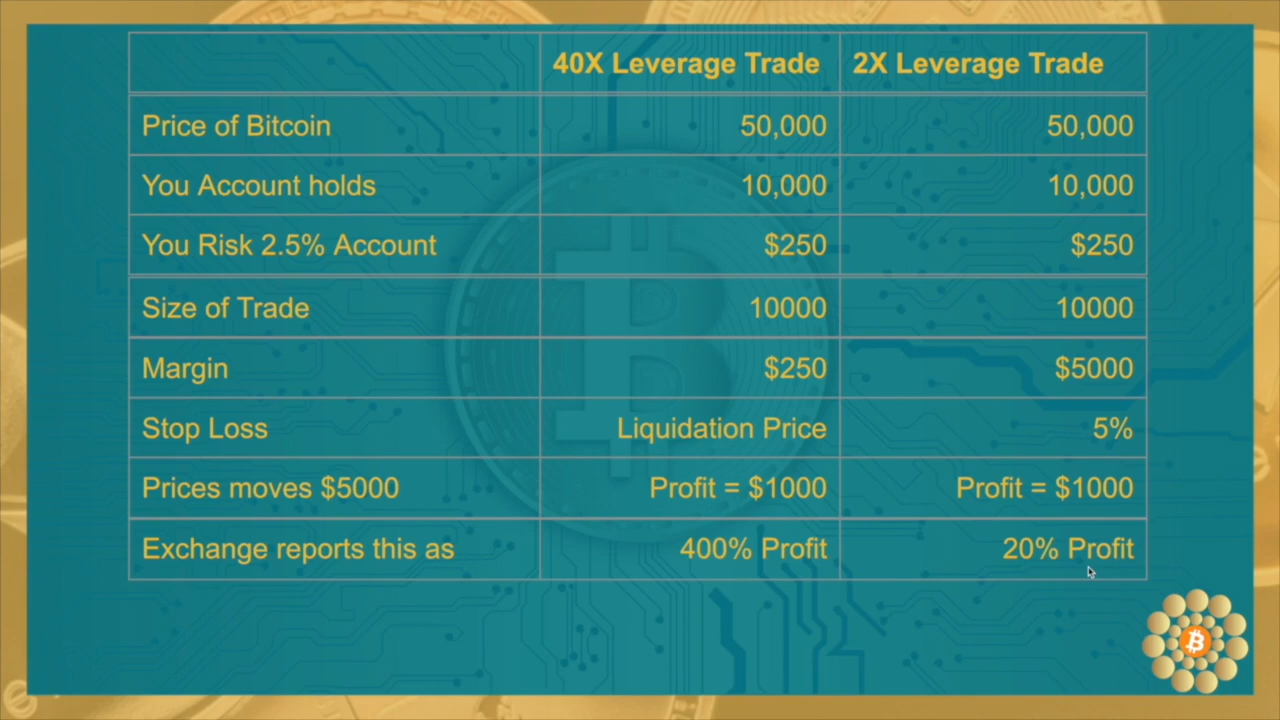 40X Leverage Trade 2X Leverage Trade
Price of Bitcoin 50,000 50,000
You Account holds 10,000 10,000
You Risk 2.5% Account $250 $250
Size of Trade 10000 10000
Margin $250 $5000
Stop Loss Liquidation Price 5%
Prices moves $5000 Profit = $1000 Profit = $1000
Exchange reports this as 400% Profit 20% Profit